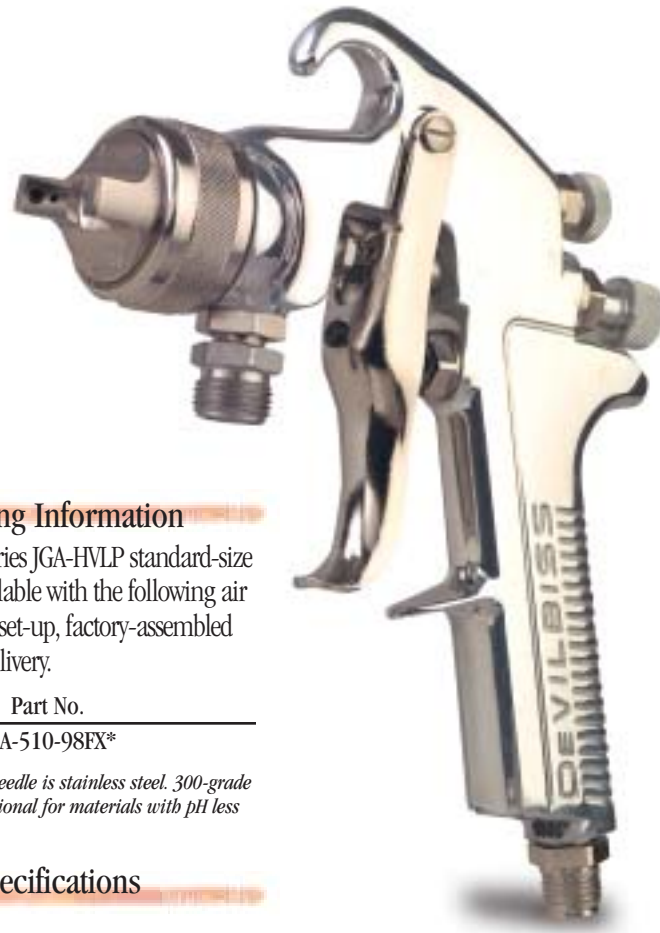 ng Information
ries JGA-HVLP standard-size
lable with the following air
set-up, factory-assembled
livery.
Part No.
A-510-98FX*
eedle is stainless steel. 300-grade
ional for materials with pH less
ecifications
DEVILBISS